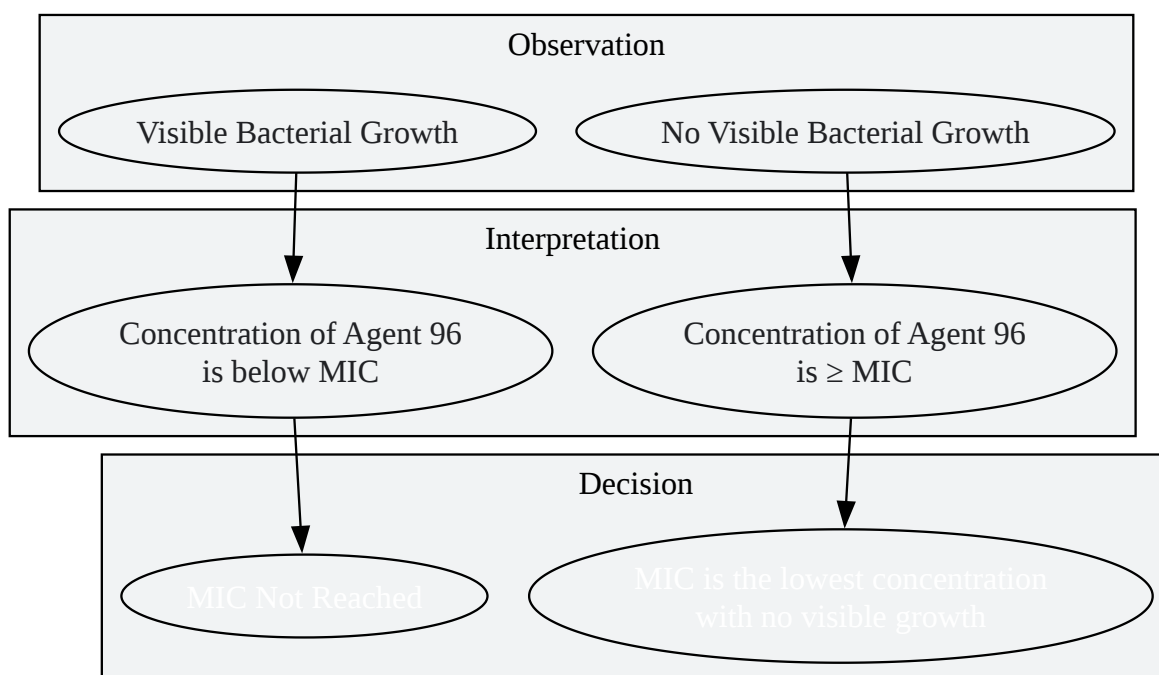 Observation
Visible Bacterial Growth
No Visible Bacterial Growth
Interpretation
Concentration of Agent 96
is below MIC
Concentration of Agent 96
is ≥ MIC
Decision
MIC Not Reached
MIC is the lowest concentration
with no visible growth